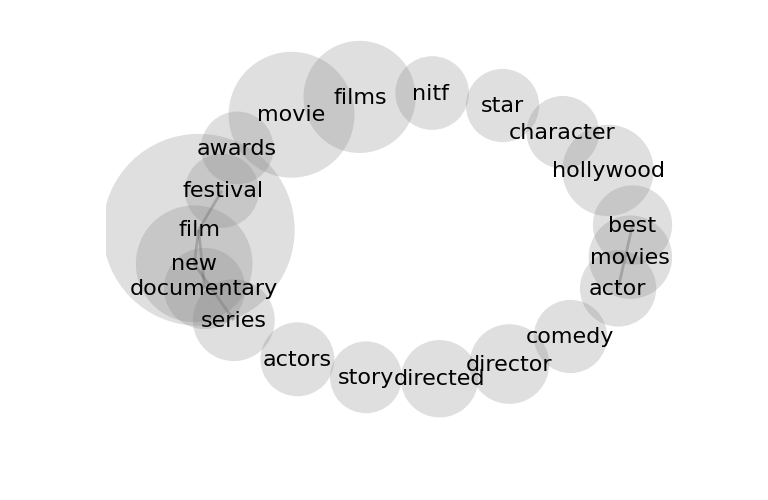 films
nitf
star
movie
character
awards
hollywood
festival
best
film
movies
new
documentary
actor
series
comedy
actors
director
story
directed